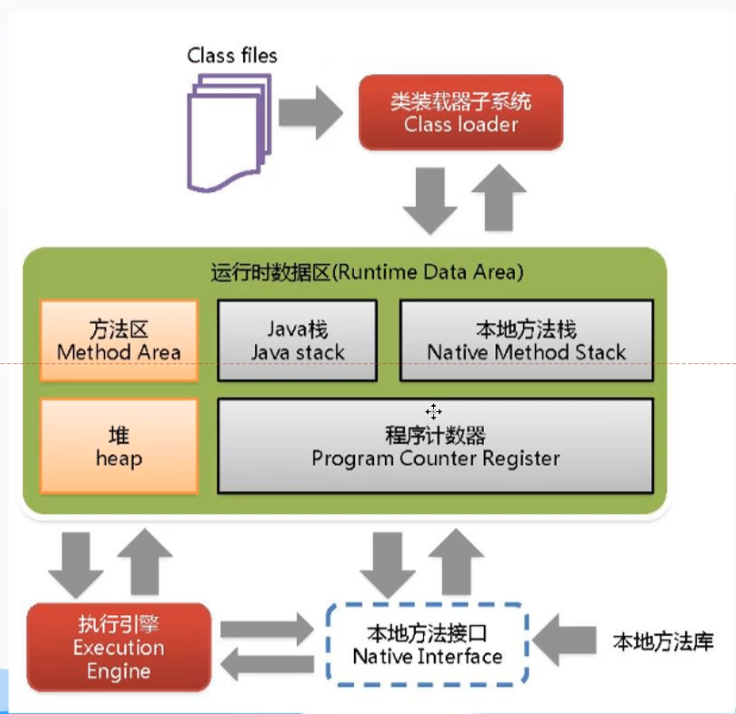 Class files
类装载器子系统
Class loader
运行时数据区(Runtime Data Area)
方法区
Method Area
Java栈
Java stack
本地方法栈
Native Method Stack
堆
heap
程序计数器
Program Counter Register
执行引擎
Execution
Engine
本地方法接口
Native Interface
本地方法库